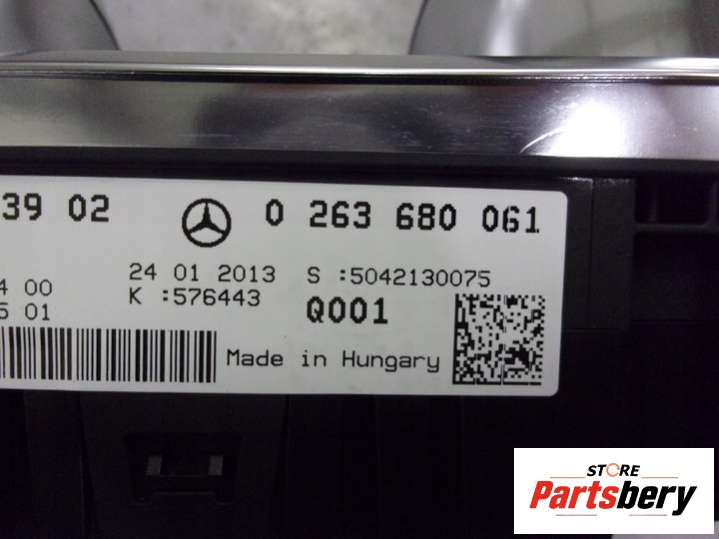 39 02 0 263 680 061
24 01 2013 S :5042130075
4 00 K :576443
5 01 Q001
Made in Hungary
STORE
Partsbery